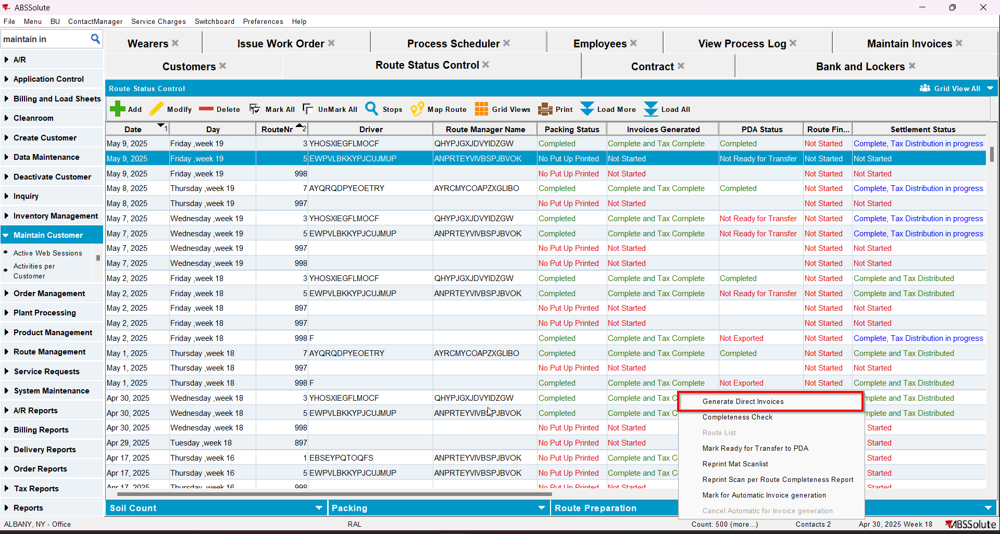 ABSSolute
File Menu BU ContactManager Service Charges Switchboard Preferences Help
maintain in
Wearers Issue Work Order Process Scheduler Employees View Process Log Maintain Invoices
Customers Route Status Control Contract Bank and Lockers
A/R
Application Control
Billing and Load Sheets
Cleanroom
Create Customer
Data Maintenance
Deactivate Customer
Inquiry
Inventory Management
Maintain Customer
Active Web Sessions
Activities per
Customer
Order Management
Plant Processing
Product Management
Route Management
Service Requests
System Maintenance
A/R Reports
Billing Reports
Delivery Reports
Order Reports
Tax Reports
Reports
Route Status Control Grid View All
Add Modify Delete Mark All UnMark All Stops Map Route Grid Views Print Load More Load All
Date 1 Day RouteNr 2 Driver Route Manager Name Packing Status Invoices Generated PDA Status Route Fin... Settlement Status
May 9, 2025 Friday ,week 19 3 YHOSXIEGFLMOCF QHYPJGXJDVYIDZGW Completed Complete and Tax Complete Completed Not Started Complete, Tax Distribution in progress
May 9, 2025 Friday ,week 19 5 EWPVLBKKYPJCUJMUP ANPRTEYVIVBSPJBVOK No Put Up Printed Not Started Not Ready for Transfer Not Started Not Started
May 9, 2025 Friday ,week 19 998 No Put Up Printed Not Started Not Started Not Started
May 8, 2025 Thursday ,week 19 7 AYQRQDPYEOETRY AYRCMYCOAPZXGLIBO Completed Complete and Tax Complete Completed Not Started Complete, Tax Distribution in progress
May 8, 2025 Thursday ,week 19 997 No Put Up Printed Not Started Not Started Not Started
May 7, 2025 Wednesday ,week 19 3 YHOSXIEGFLMOCF QHYPJGXJDVYIDZGW Completed Complete and Tax Complete Not Ready for Transfer Not Started Complete, Tax Distribution in progress
May 7, 2025 Wednesday ,week 19 5 EWPVLBKKYPJCUJMUP ANPRTEYVIVBSPJBVOK Completed Complete and Tax Complete Not Ready for Transfer Not Started Complete, Tax Distribution in progress
May 7, 2025 Wednesday ,week 19 997 No Put Up Printed Not Started Not Started Not Started
May 7, 2025 Wednesday ,week 19 998 No Put Up Printed Not Started Not Started Not Started
May 2, 2025 Friday ,week 18 3 YHOSXIEGFLMOCF QHYPJGXJDVYIDZGW Completed Complete and Tax Complete Completed Not Started Complete and Tax Distributed
May 2, 2025 Friday ,week 18 5 EWPVLBKKYPJCUJMUP ANPRTEYVIVBSPJBVOK Completed Complete and Tax Complete Not Ready for Transfer Not Started Complete and Tax Distributed
May 2, 2025 Friday ,week 18 897 No Put Up Printed Not Started Not Started Not Started
May 2, 2025 Friday ,week 18 997 No Put Up Printed Not Started Not Started Not Started
May 2, 2025 Friday ,week 18 998 F Completed Complete and Tax Complete Not Exported Not Started Complete, Tax Distribution in progress
May 1, 2025 Thursday ,week 18 7 AYQRQDPYEOETRY AYRCMYCOAPZXGLIBO Completed Complete and Tax Complete Completed Not Started Complete and Tax Distributed
May 1, 2025 Thursday ,week 18 997 No Put Up Printed Not Started Not Started Not Started
May 1, 2025 Thursday ,week 18 998 F Completed Complete and Tax Complete Not Exported Not Started Complete and Tax Distributed
Apr 30, 2025 Wednesday ,week 18 3 YHOSXIEGFLMOCF QHYPJGXJDVYIDZGW Completed Complete and Tax C mplete and Tax Distributed
Apr 30, 2025 Wednesday ,week 18 5 EWPVLBKKYPJCUJMUP ANPRTEYVIVBSPJBVOK Completed Complete and Tax C mplete and Tax Distributed
Apr 30, 2025 Wednesday ,week 18 998 No Put Up Printed Not Started Started
Apr 29, 2025 Tuesday ,week 18 897 No Put Up Printed Not Started Started
Apr 17, 2025 Thursday ,week 16 1 EBSEYPQTOQFS ANPRTEYVIVBSPJBVOK No Put Up Printed Complete and Tax C Started
Apr 17, 2025 Thursday ,week 16 5 EWPVLBKKYPJCUJMUP ANPRTEYVIVBSPJBVOK No Put Up Printed Complete and Tax C Started
Apr 17, 2025 Thursday ,week 16 998 No Put Up Printed Not Started Started
Generate Direct Invoices
Completeness Check
Route List
Mark Ready for Transfer to PDA
Reprint Mat Scanlist
Reprint Scan per Route Completeness Report
Mark for Automatic Invoice generation
Cancel Automatic for Invoice generation
Soil Count Packing Route Preparation
ALBANY, NY - Office RAL Count: 500 (more...) Contacts 2 Apr 30, 2025 Week 18 ABSSolute